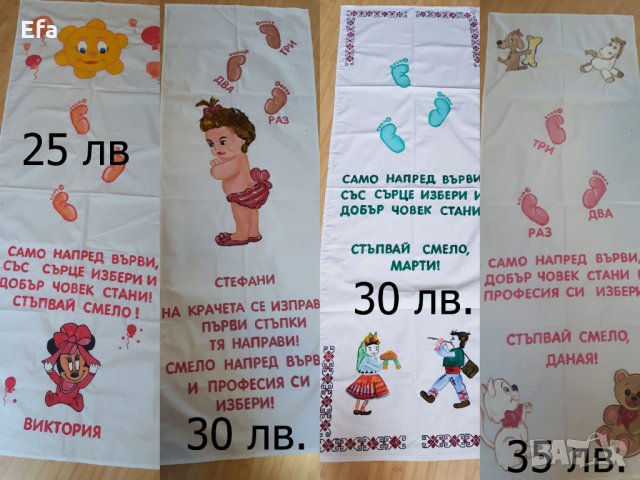 Efa
25 лв
САМО НАПРЕД ВЪРВИ,
СЪС СЪРЦЕ ИЗБЕРИ И
ДОБЪР ЧОВЕК СТАНИ!
СТЪПВАЙ СМЕЛО!
ВИКТОРИЯ
ТРИ
ДВА
РАЗ
СТЕФАНИ
НА КРАЧЕТА СЕ ИЗПРАВ
ПЪРВИ СТЪПКИ
ТЯ НАПРАВИ!
СМЕЛО НАПРЕД ВЪРВИ
И ПРОФЕСИЯ СИ
ИЗБЕРИ!
30 лв.
САМО НАПРЕД ВЪРВИ,
СЪС СЪРЦЕ ИЗБЕРИ И
ДОБЪР ЧОВЕК СТАНИ!
СТЪПВАЙ СМЕЛО,
МАРТИ!
30 лв.
ТРИ
ДВА
РАЗ
САМО НАПРЕД ВЪРВИ,
ДОБЪР ЧОВЕК СТАНИ И
ПРОФЕСИЯ СИ ИЗБЕРИ
СТЪПВАЙ СМЕЛО,
ДАНАЯ!
35 лв.